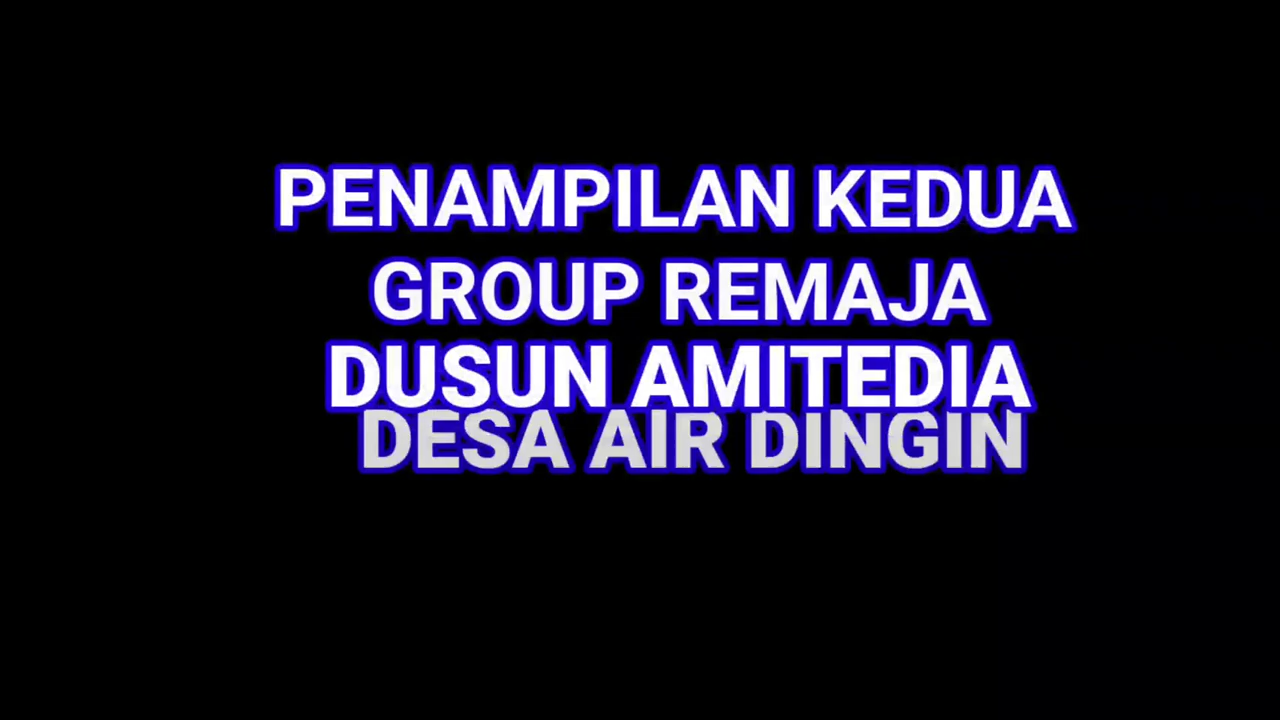 PENAMPILAN KEDUA
GROUP REMAJA
DUSUN AMITEDIA
DESA AIR DINGIN